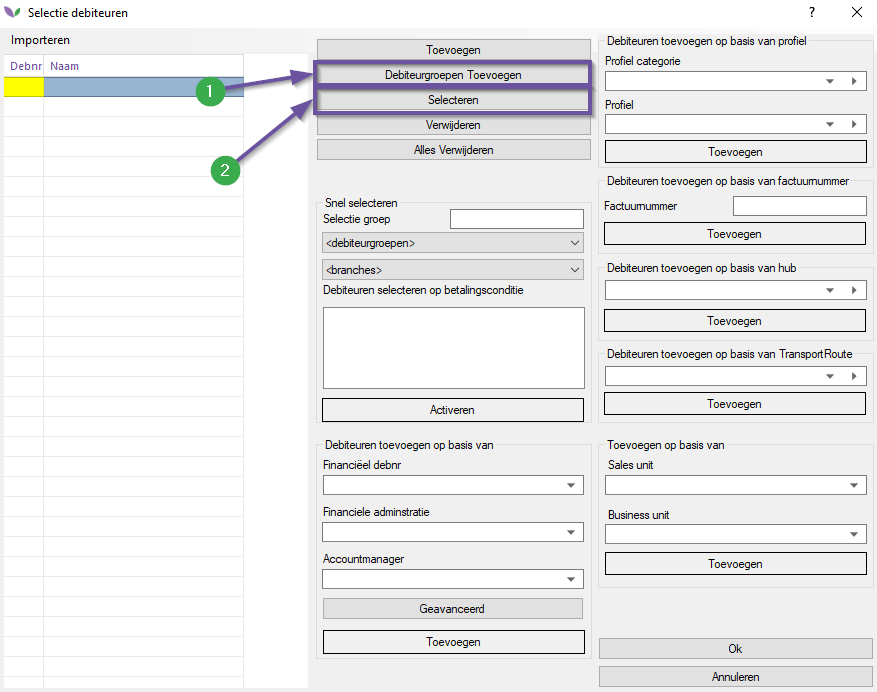 Selectie debiteuren
?
Importeren
Debnr Naam
1
2
Toevoegen
Debiteurgroepen Toevoegen
Selecteren
Verwijderen
Alles Verwijderen
Snel selecteren
Selectie groep
<debiteurgroepen>
<branches>
Debiteuren selecteren op betalingsconditie
Activeren
Debiteuren toevoegen op basis van
Financiëel debnr
Financiele adminstratie
Accountmanager
Geavanceerd
Toevoegen
Debiteuren toevoegen op basis van profiel
Profiel categorie
Profiel
Toevoegen
Debiteuren toevoegen op basis van factuurnummer
Factuurnummer
Toevoegen
Debiteuren toevoegen op basis van hub
Toevoegen
Debiteuren toevoegen op basis van TransportRoute
Toevoegen
Toevoegen op basis van
Sales unit
Business unit
Toevoegen
Ok
Annuleren